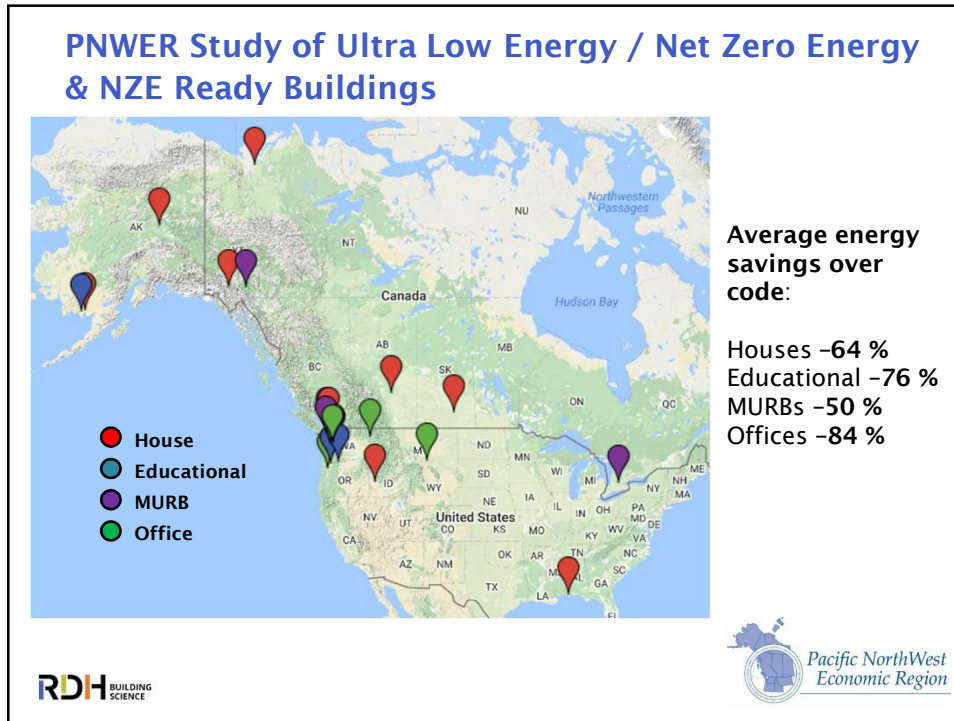 PNWER Study of Ultra Low Energy / Net Zero Energy
& NZE Ready Buildings
Northwestern
Passages
NU
AK
NT
Canada
Hudson Bay
AB
MB
BC
SK
ON
QC
WA
ND
MN
OR
ID
SD
WI
MI
NY
NH
MA
WY
NE
IA
IL
IN
OH
PA
MD
DE
NV
UT
United States
CO
KS
MO
KY
WV
VA
CA
AZ
NM
OK
AR
TN
NC
SC
TX
AL
GA
LA
House
Educational
MURB
Office
Average energy
savings over
code:
Houses –64 %
Educational –76 %
MURBs –50 %
Offices –84 %
RDH BUILDING
SCIENCE
Pacific NorthWest
Economic Region